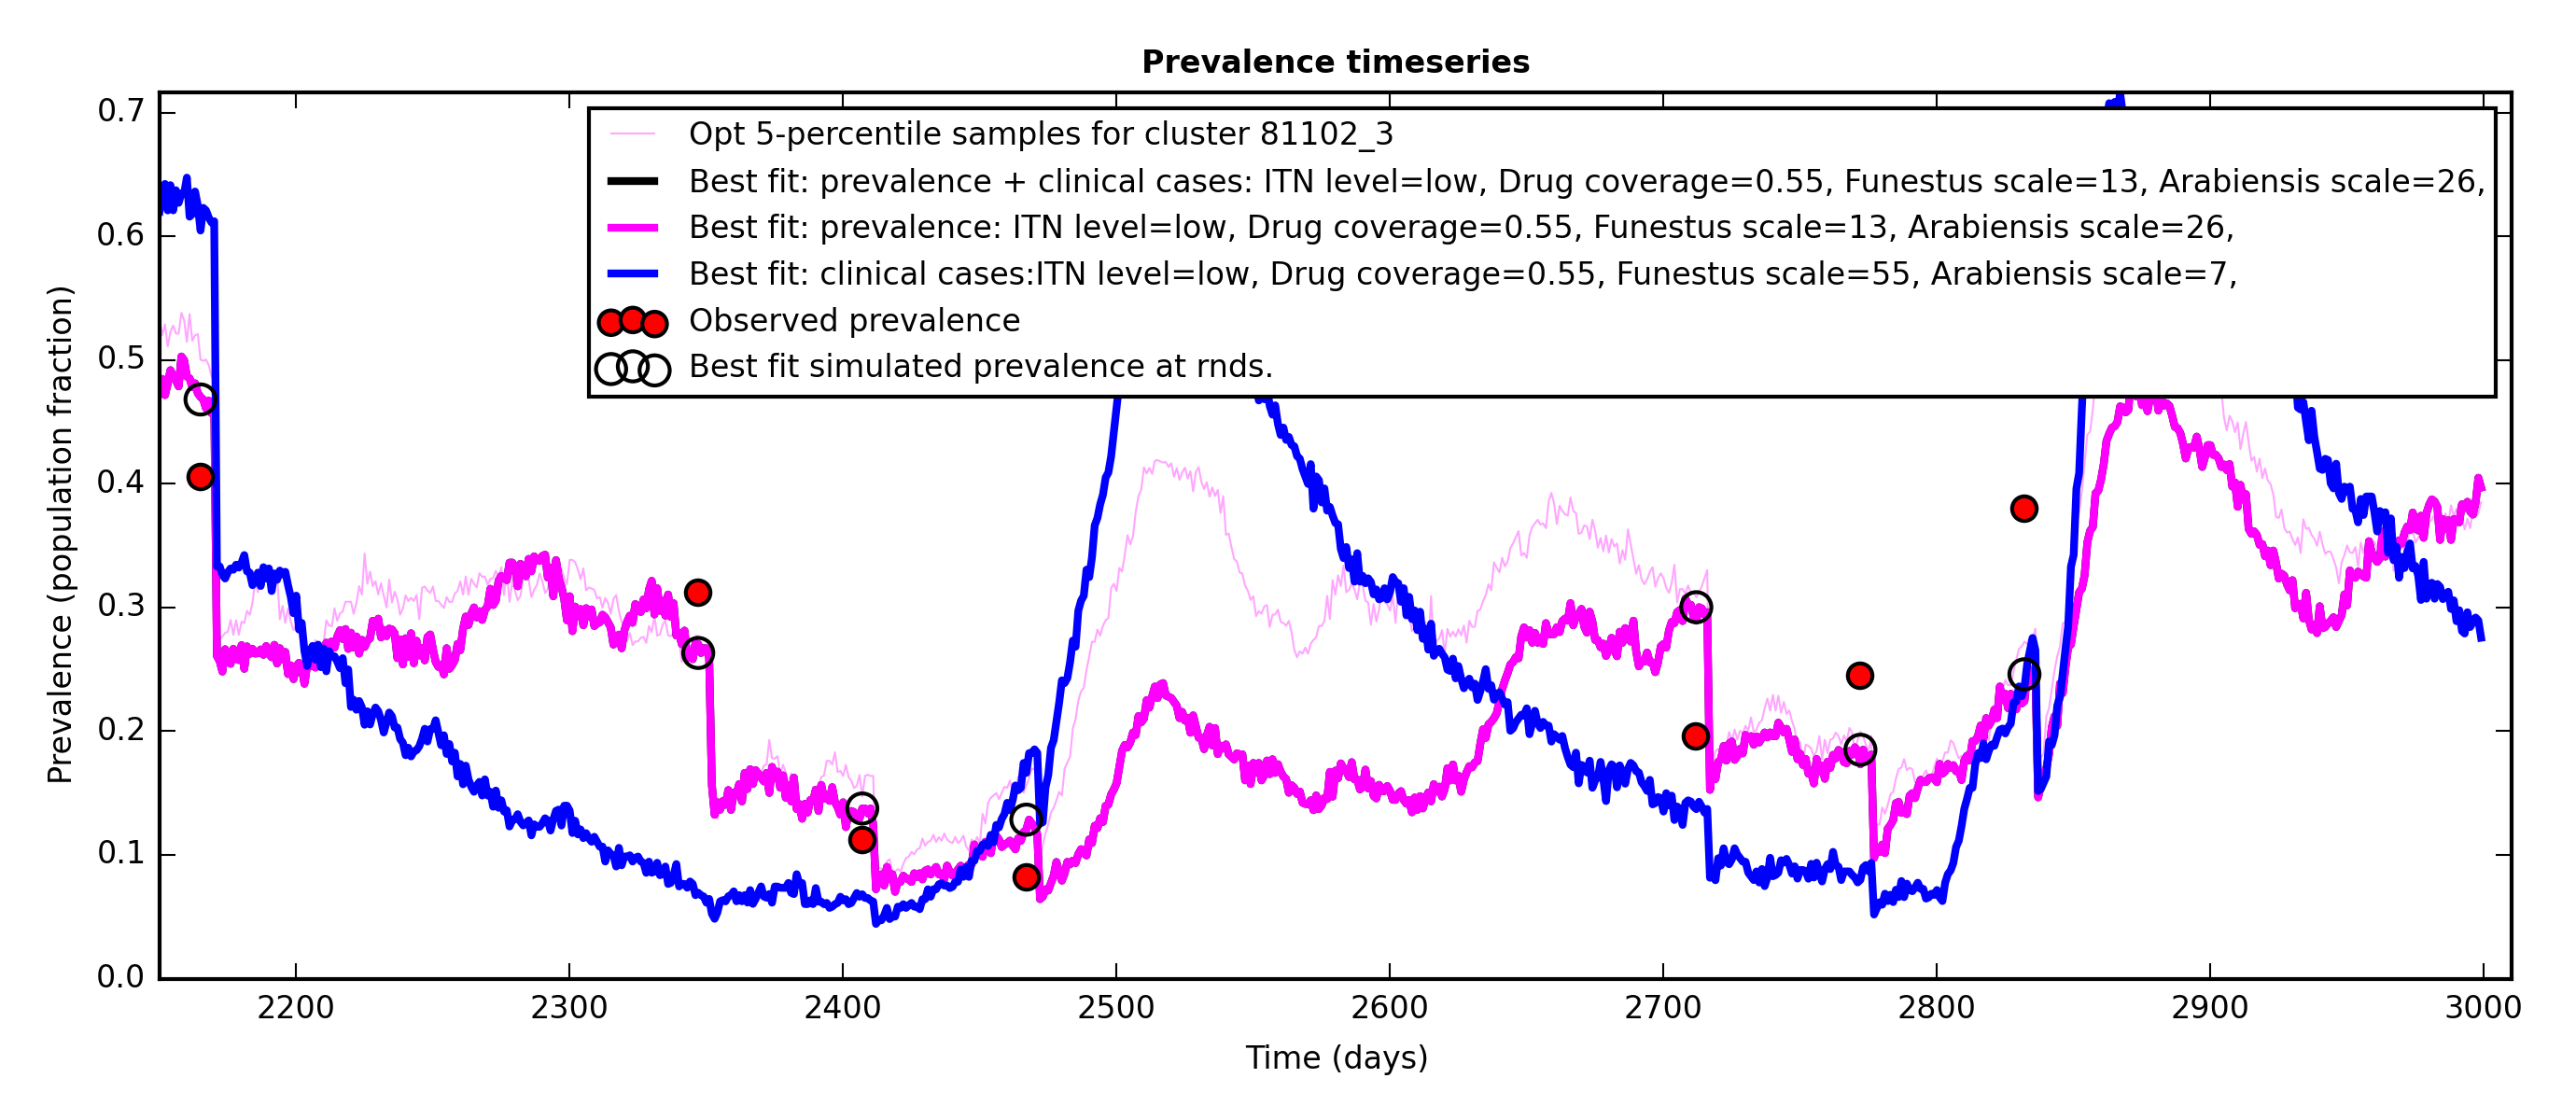 Prevalence timeseries
Opt 5-percentile samples for cluster 81102_3
Best fit: prevalence + clinical cases: ITN level=low, Drug coverage=0.55, Funestus scale=13, Arabiensis scale=26,
Best fit: prevalence: ITN level=low, Drug coverage=0.55, Funestus scale=13, Arabiensis scale=26,
Best fit: clinical cases:ITN level=low, Drug coverage=0.55, Funestus scale=55, Arabiensis scale=7,
Observed prevalence
Best fit simulated prevalence at rnds.
Prevalence (population fraction)
0.7
0.6
0.5
0.4
0.3
0.2
0.1
0.0
2200 2300 2400 2500 2600 2700 2800 2900 3000
Time (days)